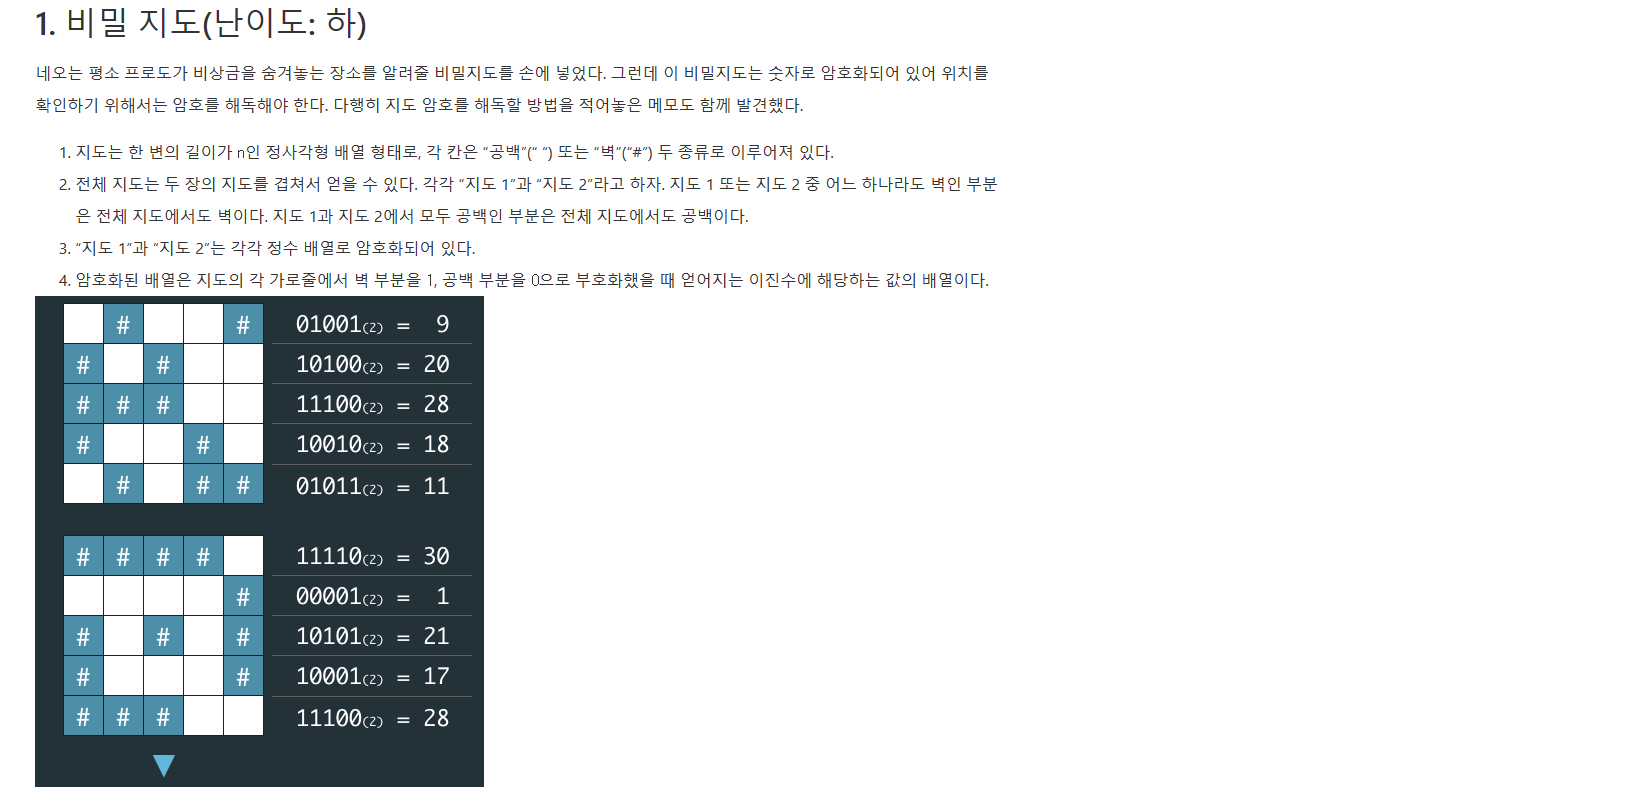 1. 비밀 지도(난이도: 하)
네오는 평소 프로도가 비상금을 숨겨놓는 장소를 알려줄 비밀지도를 손에 넣었다. 그런데 이 비밀지도는 숫자로 암호화되어 있어 위치를
확인하기 위해서는 암호를 해독해야 한다. 다행히 지도 암호를 해독할 방법을 적어놓은 메모도 함께 발견했다.
1. 지도는 한 변의 길이가 n인 정사각형 배열 형태로, 각 칸은 “공백”(“ “) 또는 “벽”(“#”) 두 종류로 이루어져 있다.
2. 전체 지도는 두 장의 지도를 겹쳐서 얻을 수 있다. 각각 “지도 1”과 “지도 2”라고 하자. 지도 1 또는 지도 2 중 어느 하나라도 벽인 부분
은 전체 지도에서도 벽이다. 지도 1과 지도 2에서 모두 공백인 부분은 전체 지도에서도 공백이다.
3. “지도 1”과 “지도 2”는 각각 정수 배열로 암호화되어 있다.
4. 암호화된 배열은 지도의 각 가로줄에서 벽 부분을 1, 공백 부분을 0으로 부호화했을 때 얻어지는 이진수에 해당하는 값의 배열이다.
# # 01001(2) = 9
# # 10100(2) = 20
# # # 11100(2) = 28
# # 10010(2) = 18
# # # 01011(2) = 11
# # # # 11110(2) = 30
# 00001(2) = 1
# # # 10101(2) = 21
# # 10001(2) = 17
# # # 11100(2) = 28